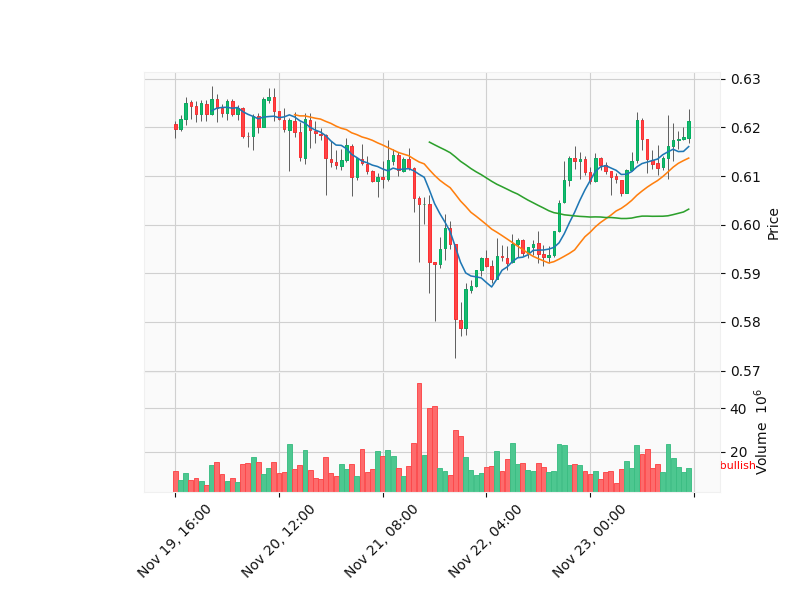 0.63
0.62
0.61
0.60
0.59
0.58
0.57
Price
40
20
Volume 10^6
bullish
Nov 19, 16:00
Nov 20, 12:00
Nov 21, 08:00
Nov 22, 04:00
Nov 23, 00:00